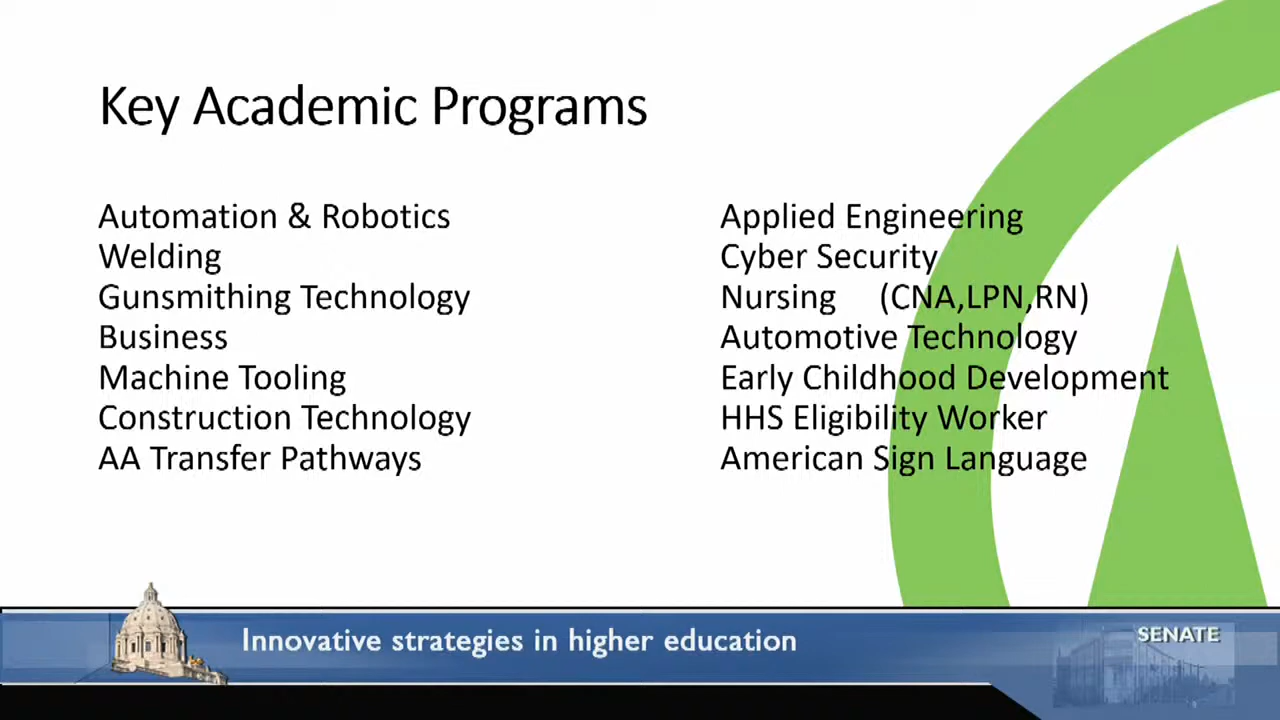 Key Academic Programs
Automation & Robotics
Welding
Gunsmithing Technology
Business
Machine Tooling
Construction Technology
AA Transfer Pathways
Applied Engineering
Cyber Security
Nursing (CNA,LPN,RN)
Automotive Technology
Early Childhood Development
HHS Eligibility Worker
American Sign Language
Innovative strategies in higher education
SENATE